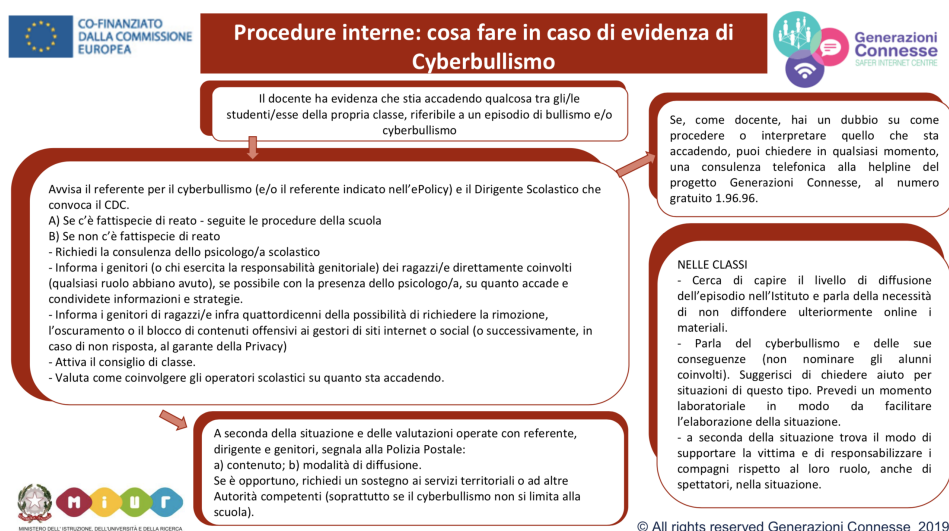 CO-FINANZIATO
DALLA COMMISSIONE
EUROPEA
Procedure interne: cosa fare in caso di evidenza di
Cyberbullismo
Generazioni
Connesse
SAFER INTERNET CENTRE
Il docente ha evidenza che stia accadendo qualcosa tra gli/le
studenti/esse della propria classe, riferibile a un episodio di bullismo e/o
cyberbullismo
Se, come docente, hai un dubbio su come
procedere o interpretare quello che sta
accadendo, puoi chiedere in qualsiasi momento,
una consulenza telefonica alla helpline del
progetto Generazioni Connesse, al numero
gratuito 1.96.96.
Avvisa il referente per il cyberbullismo (e/o il referente indicato nell'ePolicy) e il Dirigente Scolastico che
convoca il CDC.
A) Se c'è fattispecie di reato - seguite le procedure della scuola
B) Se non c'è fattispecie di reato
- Richiedi la consulenza dello psicologo/a scolastico
- Informa i genitori (o chi esercita la responsabilità genitoriale) dei ragazzi/e direttamente coinvolti
(qualsiasi ruolo abbiano avuto), se possibile con la presenza dello psicologo/a, su quanto accade e
condividete informazioni e strategie.
- Informa i genitori di ragazzi/e infra quattordicenni della possibilità di richiedere la rimozione,
l'oscuramento o il blocco di contenuti offensivi ai gestori di siti internet o social (o successivamente, in
caso di non risposta, al garante della Privacy)
- Attiva il consiglio di classe.
- Valuta come coinvolgere gli operatori scolastici su quanto sta accadendo.
NELLE CLASSI
- Cerca di capire il livello di diffusione
dell'episodio nell'Istituto e parla della necessità
di non diffondere ulteriormente online i
materiali.
- Parla del cyberbullismo e delle sue
conseguenze (non nominare gli alunni
coinvolti). Suggerisci di chiedere aiuto per
situazioni di questo tipo. Prevedi un momento
laboratoriale in modo da facilitare
l'elaborazione della situazione.
- a seconda della situazione trova il modo di
supportare la vittima e di responsabilizzare i
compagni rispetto al loro ruolo, anche di
spettatori, nella situazione.
A seconda della situazione e delle valutazioni operate con referente,
dirigente e genitori, segnala alla Polizia Postale:
a) contenuto; b) modalità di diffusione.
Se è opportuno, richiedi un sostegno ai servizi territoriali o ad altre
Autorità competenti (soprattutto se il cyberbullismo non si limita alla
scuola).
miur
MINISTERO DELL' ISTRUZIONE, DELL'UNIVERSITÀ E DELLA RICERCA
© All rights reserved Generazioni Connesse 2019